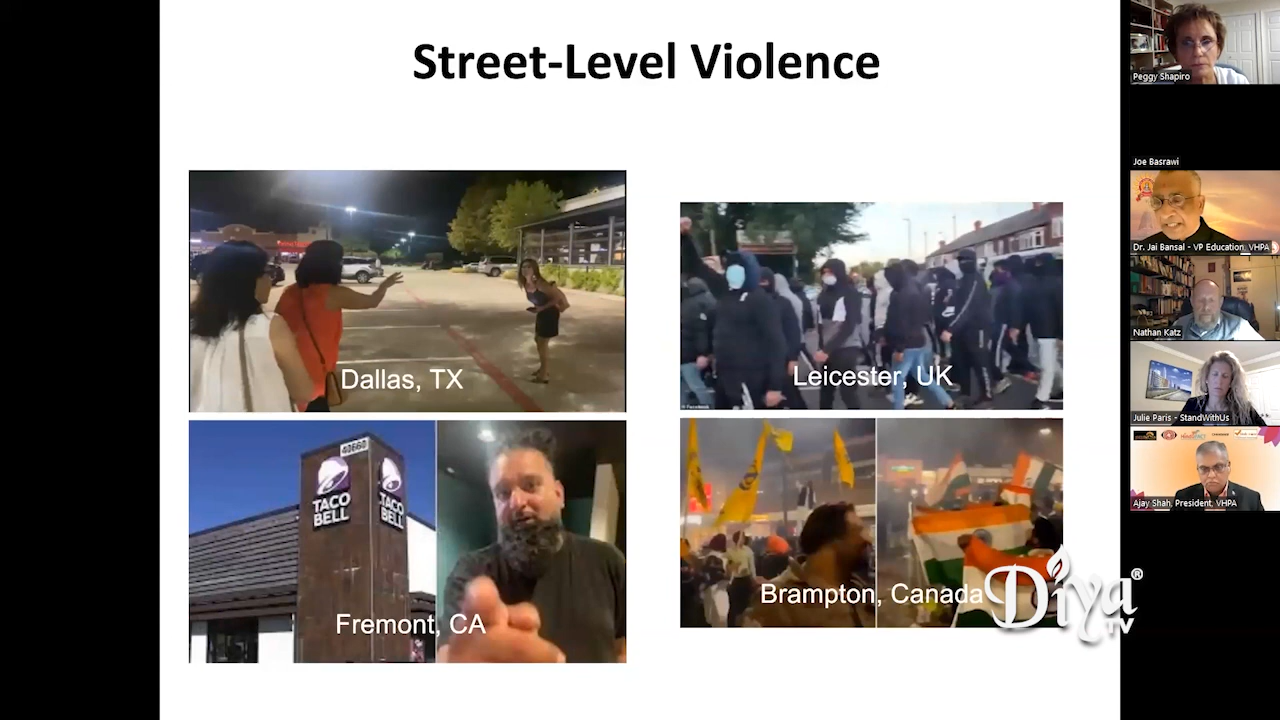 Street-Level Violence
Dallas, TX
Leicester, UK
40660
TACO
BELL
TACO
BELL
Fremont, CA
Brampton, Canada
Diya®
TV
Peggy Shapiro
Joe Basrawi
Dr. Jai Bansal - VP Education, VHPA
Nathan Katz
Julie Paris - StandWithUs
Ajay Shah, President, VHPA